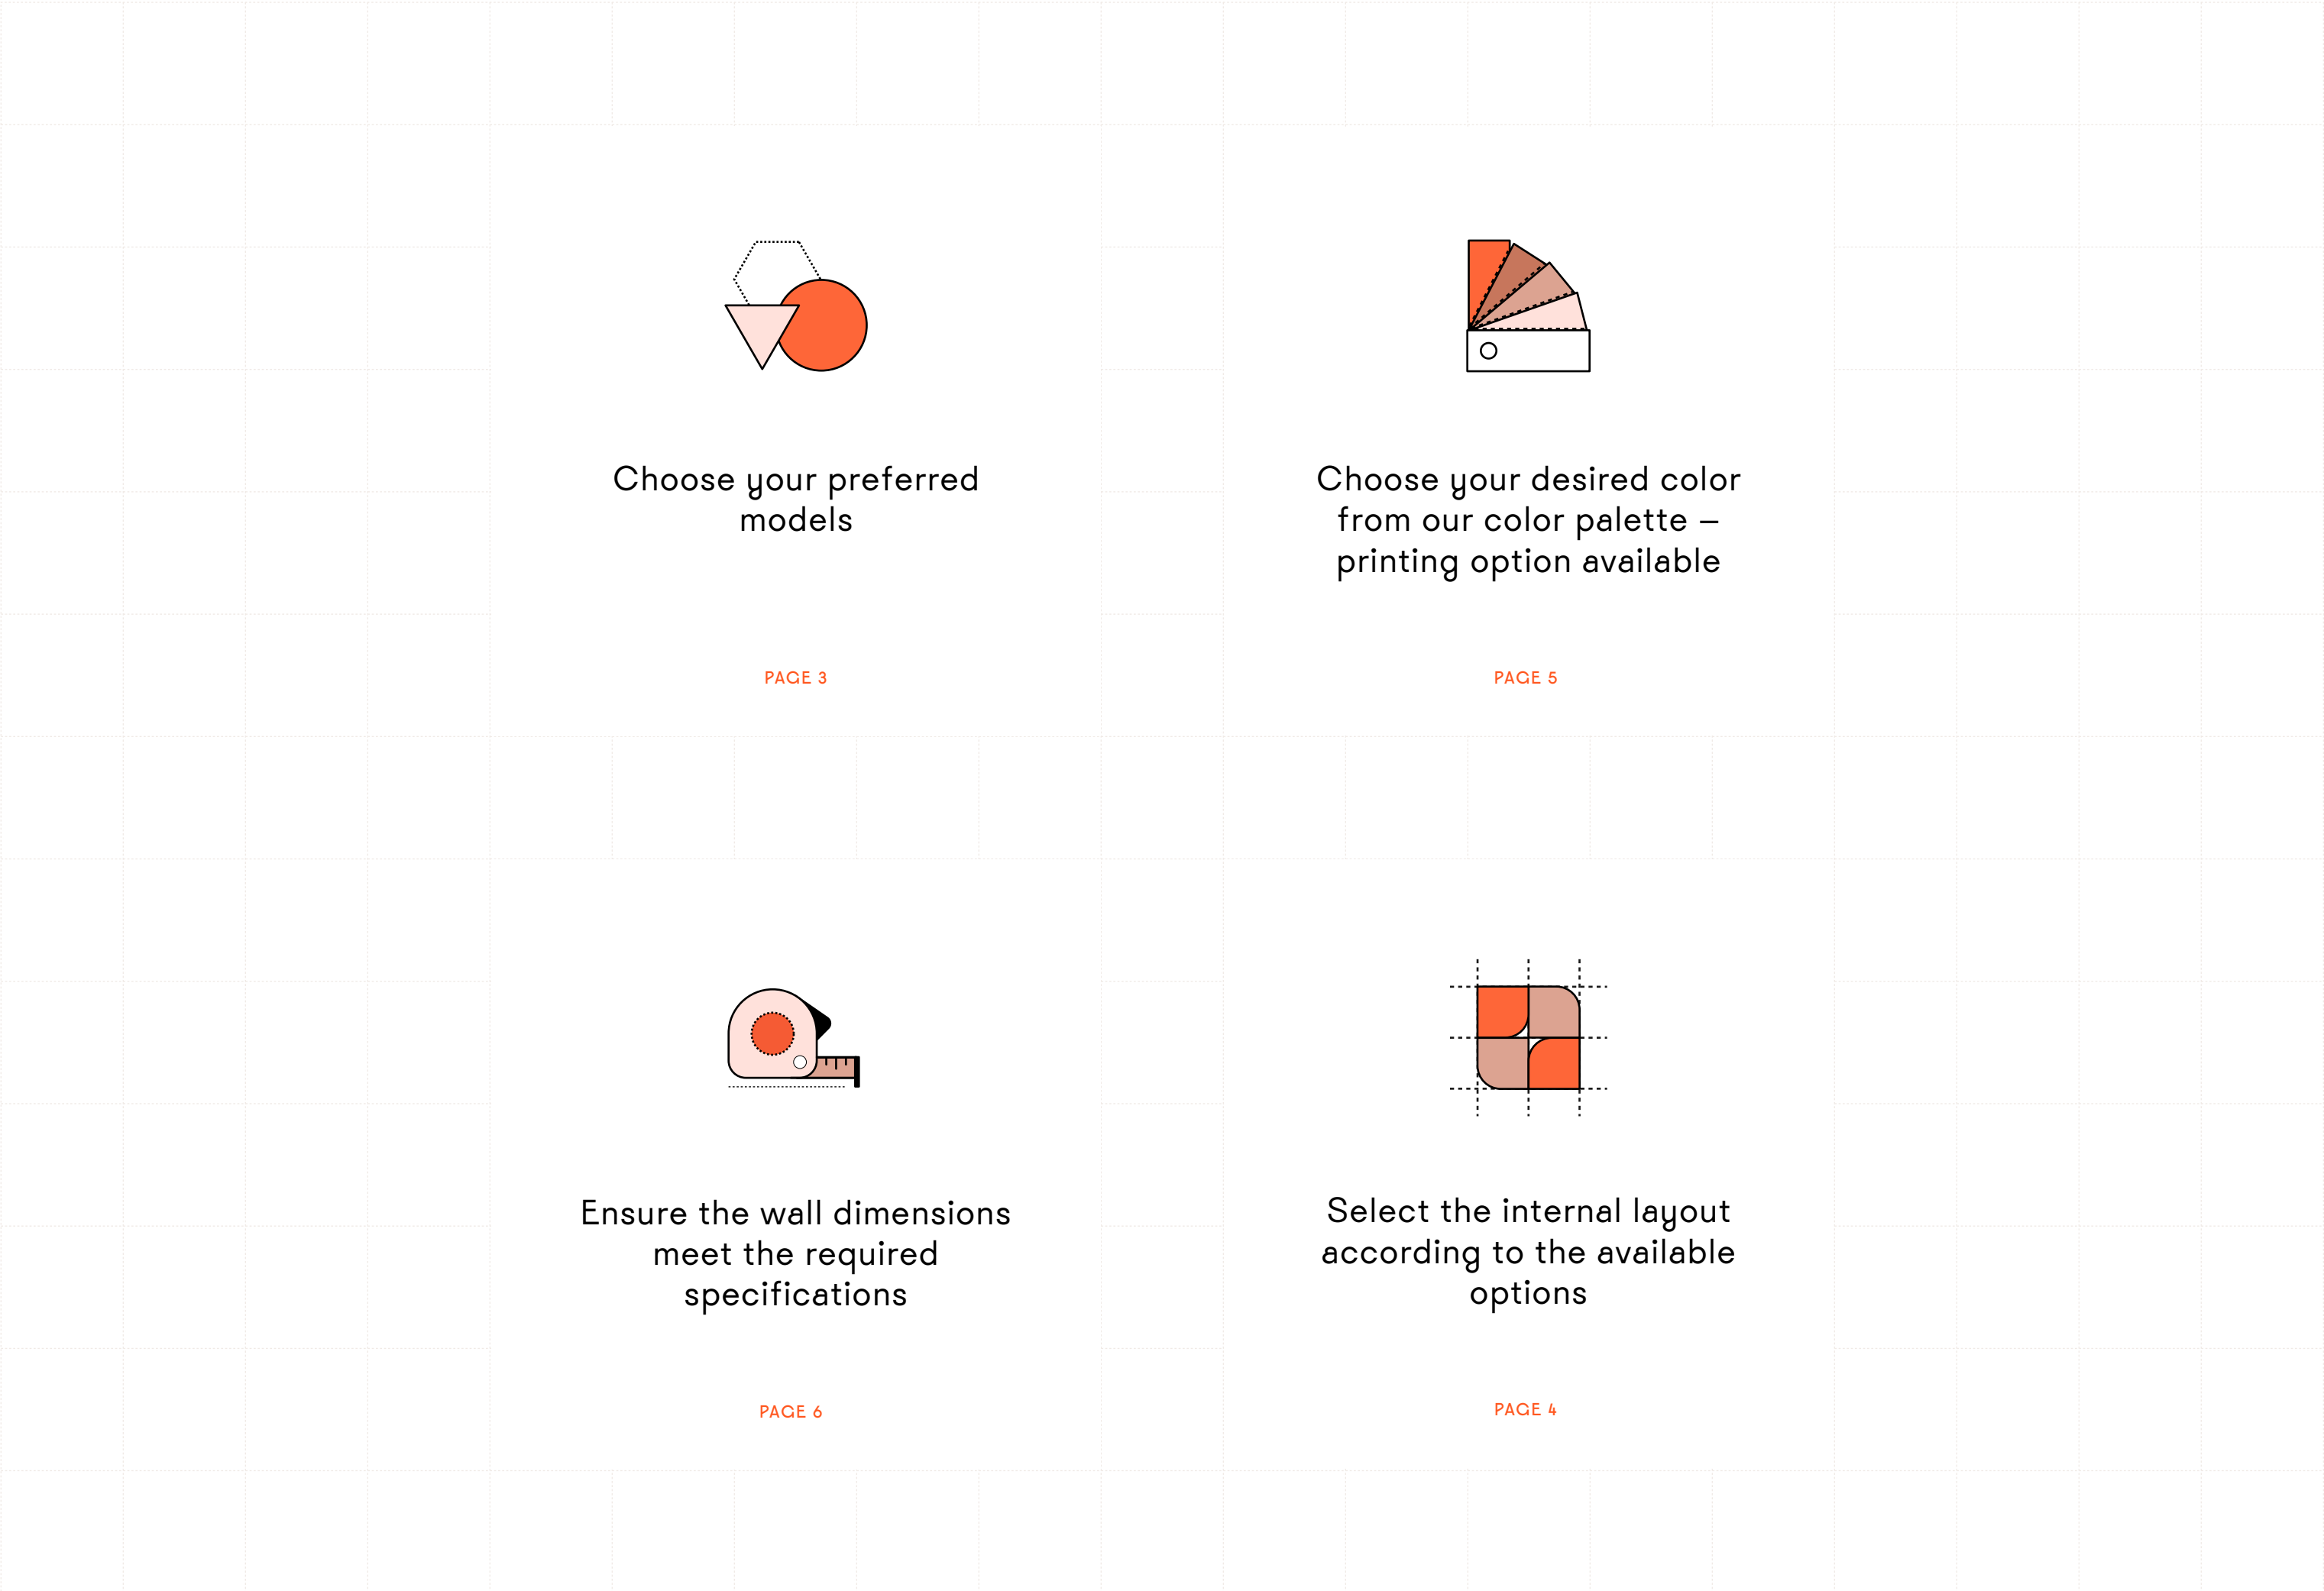 Choose your preferred
models
PAGE 3
Choose your desired color
from our color palette –
printing option available
PAGE 5
Ensure the wall dimensions
meet the required
specifications
PAGE 6
Select the internal layout
according to the available
options
PAGE 4